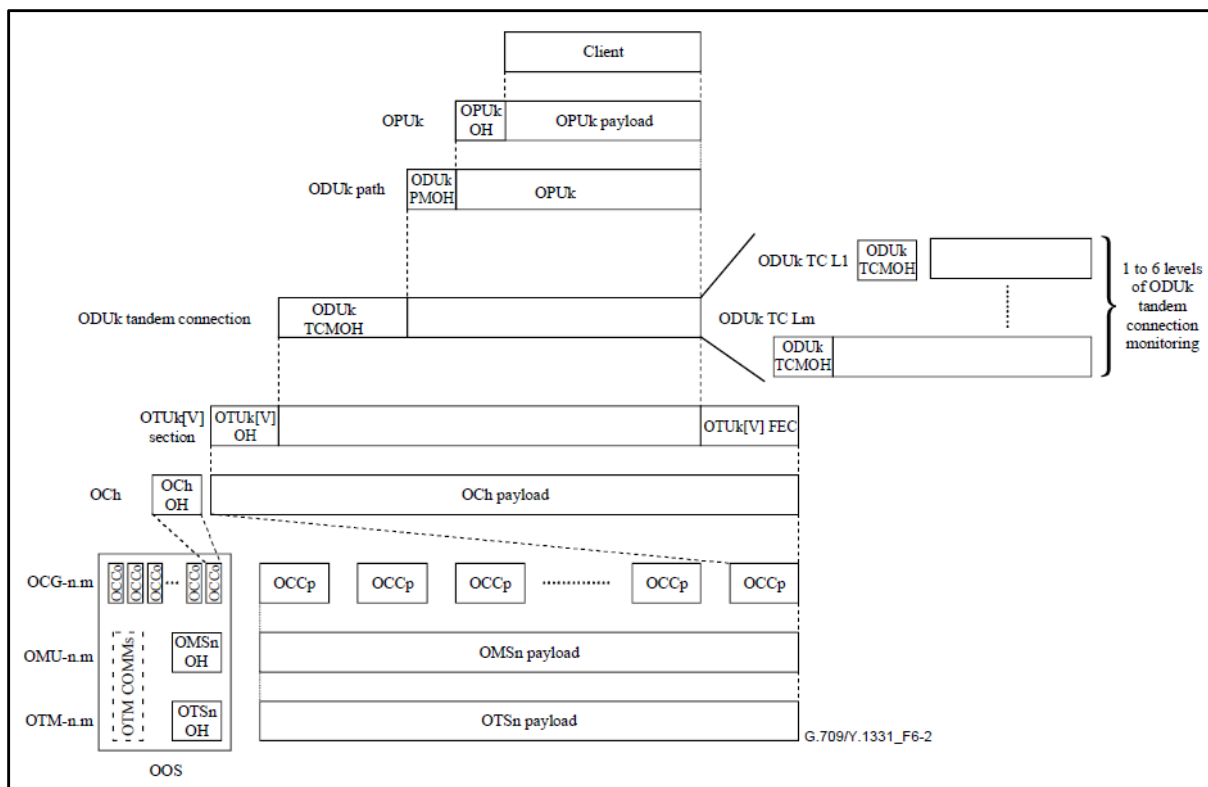 Client
OPUk
OPUk
OH
OPUk payload
ODUk path
ODUk
PMOH
OPUk
ODUk tandem connection
ODUk
TCMOH
ODUk TC L1
ODUk
TCMOH
ODUk TC Lm
ODUk
TCMOH
1 to 6 levels
of ODUk
tandem
connection
monitoring
OTUk[V]
section
OTUk[V]
OH
OTUk[V] FEC
OCh
OCh
OH
OCh payload
OCG-n.m
OCCo
OCCo
OCCo
OCCo
OCCo
OCCp
OCCp
OCCp
OCCp
OCCp
OMU-n.m
OTM COMMs
OMSn
OH
OMSn payload
OTM-n.m
OTSn
OH
OTSn payload
G.709/Y.1331_F6-2
OOS